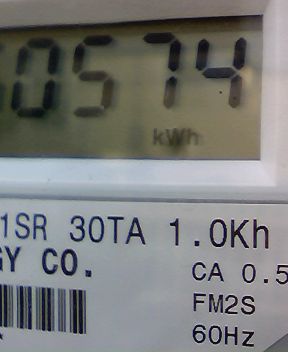 0574
kWh
1SR 30TA 1.0Kh
GY CO.
CA 0.5
FM2S
60Hz